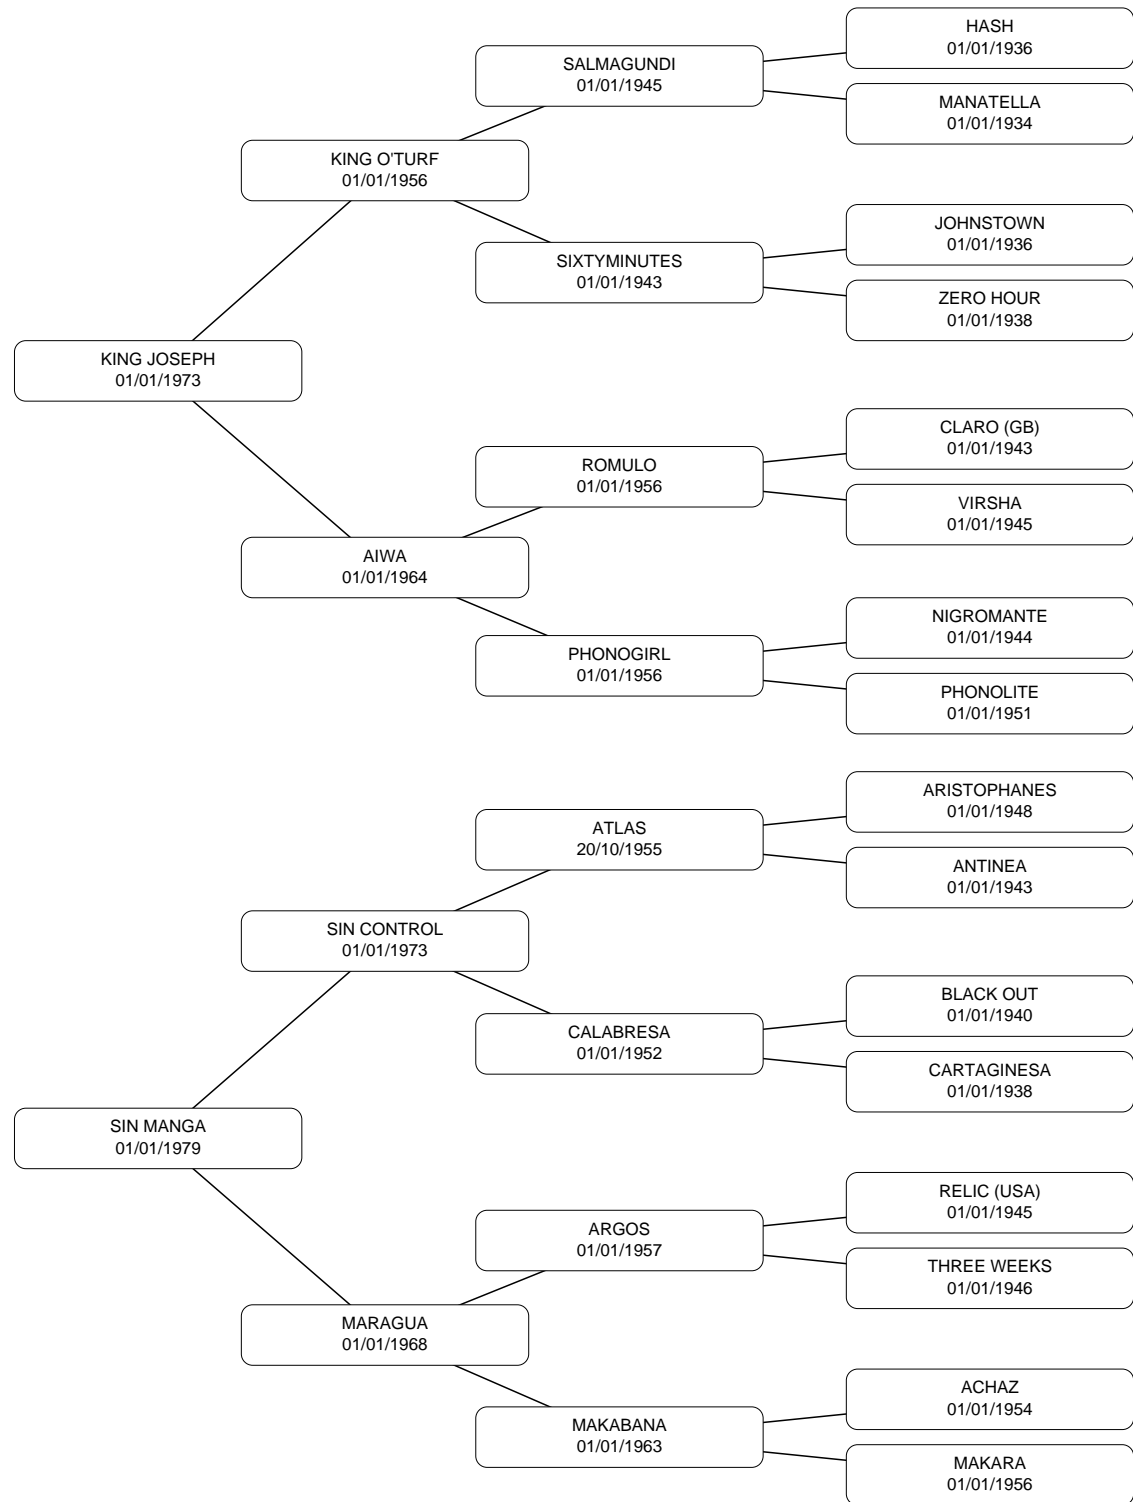 HASH
01/01/1936
SALMAGUNDI
01/01/1945
MANATELLA
01/01/1934
KING O'TURF
01/01/1956
JOHNSTOWN
01/01/1936
SIXTYMINUTES
01/01/1943
ZERO HOUR
01/01/1938
KING JOSEPH
01/01/1973
CLARO (GB)
01/01/1943
ROMULO
01/01/1956
VIRSHA
01/01/1945
AIWA
01/01/1964
NIGROMANTE
01/01/1944
PHONOGIRL
01/01/1956
PHONOLITE
01/01/1951
ARISTOPHANES
01/01/1948
ATLAS
20/10/1955
ANTINEA
01/01/1943
SIN CONTROL
01/01/1973
BLACK OUT
01/01/1940
CALABRESA
01/01/1952
CARTAGINESA
01/01/1938
SIN MANGA
01/01/1979
RELIC (USA)
01/01/1945
ARGOS
01/01/1957
THREE WEEKS
01/01/1946
MARAGUA
01/01/1968
ACHAZ
01/01/1954
MAKABANA
01/01/1963
MAKARA
01/01/1956